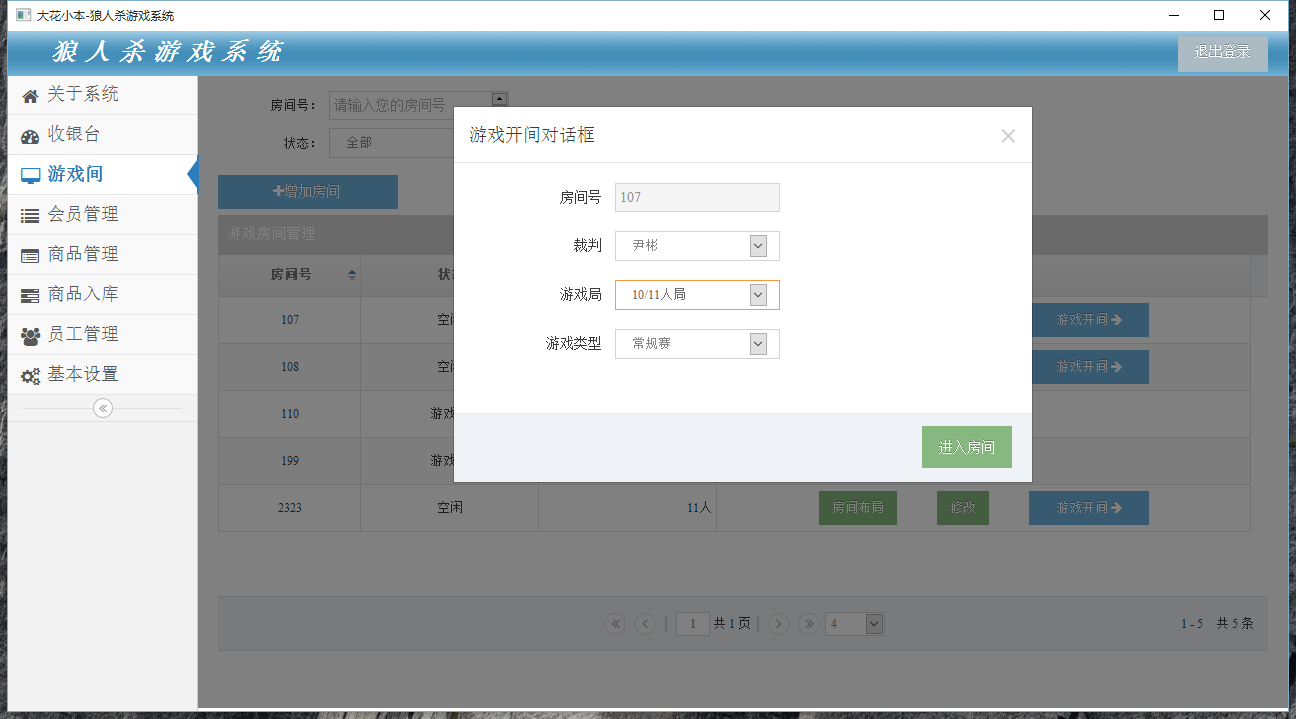 大花小本-狼人杀游戏系统
狼人杀游戏系统
退出登录
关于系统
收银台
游戏间
会员管理
商品管理
商品入库
员工管理
基本设置
房间号：
请输入您的房间号
状态：
全部
增加房间
游戏房间管理
房间号
107
空
游戏开间
108
空
游戏开间
110
游戏
199
游戏
2323
空闲
11人
房间布局
修改
游戏开间
1
共 1 页
4
1 - 5 共 5 条
游戏开间对话框
房间号
107
裁判
尹彬
游戏局
10/11人局
游戏类型
常规赛
进入房间